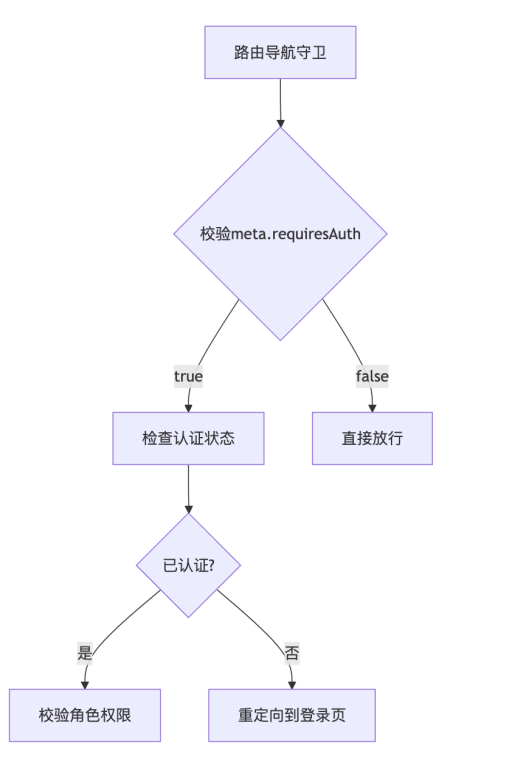 路由导航守卫
校验meta.requiresAuth
true
false
检查认证状态
直接放行
已认证?
是
否
校验角色权限
重定向到登录页